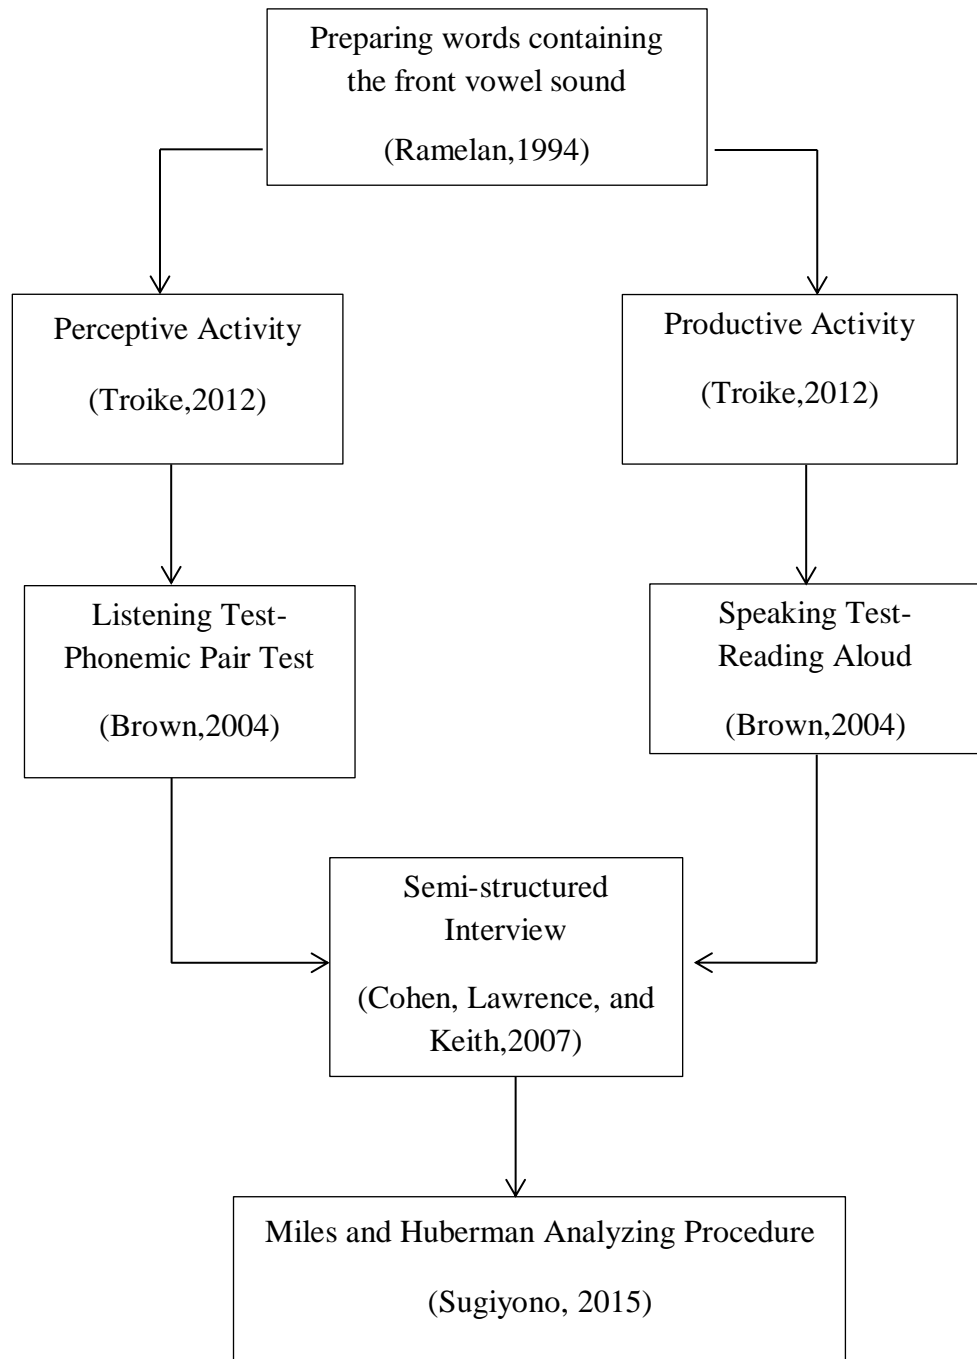 Preparing words containing
the front vowel sound
(Ramelan,1994)
Perceptive Activity
(Troike,2012)
Productive Activity
(Troike,2012)
Listening Test-
Phonemic Pair Test
(Brown,2004)
Speaking Test-
Reading Aloud
(Brown,2004)
Semi-structured
Interview
(Cohen, Lawrence, and
Keith,2007)
Miles and Huberman Analyzing Procedure
(Sugiyono, 2015)